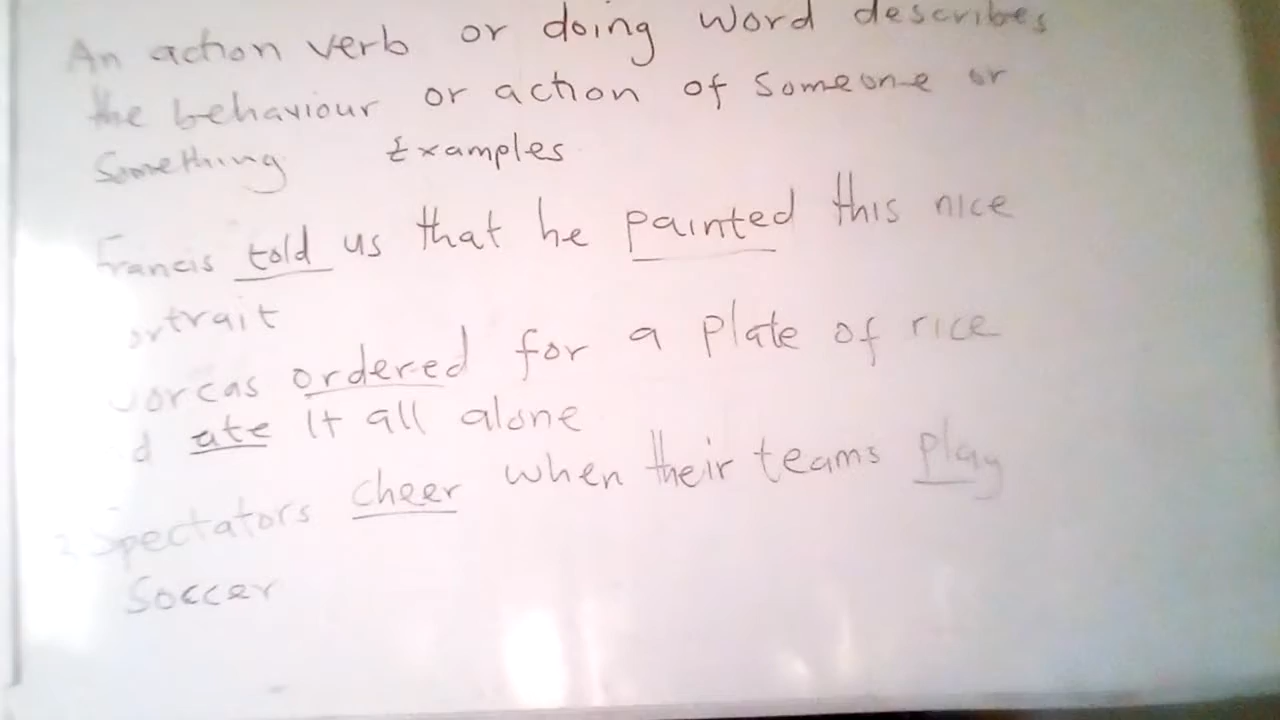 An action verb or doing word describes
the behaviour or action of someone or
Something Examples
Francis told us that he painted this nice
ortrait
orcas ordered for a plate of rice
d ate it all alone
Spectators cheer when their teams play
Soccer